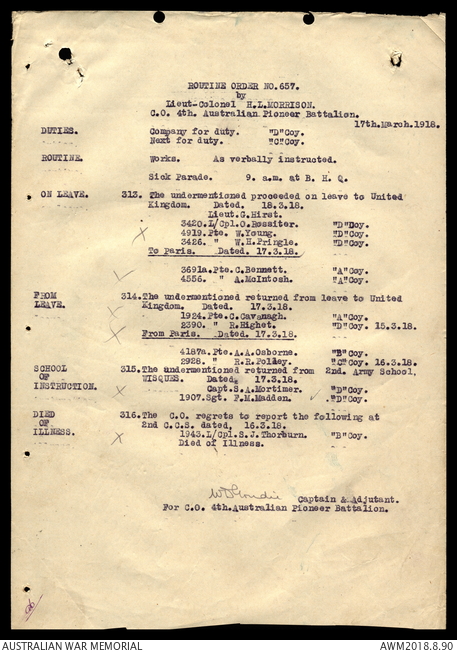 ROUTINE ORDER NO.657.
by
Lieut-Colonel H.L.MORRISON.
C.O. 4th. Australian Pioneer Battalion.
17th.March.1918.
DUTIES. Company for duty. "D"Coy.
Next for duty. "C"Coy.
ROUTINE. Works. As verbally instructed.
Sick Parade. 9. a.m. at B. H. Q.
ON LEAVE. 313. The undermentioned proceeded on leave to United
Kingdom. Dated. 18.3.18.
Lieut.G.Hirst.
3420.L/Cpl.O.Rossiter. "D"Coy.
4919.Pte. W.Young. "D"Coy.
3426. " W.H.Pringle. "D"Coy.
To Paris. Dated. 17.3.18.
3691a.Pte.C.Bennett. "A"Coy.
4556. " A.McIntosh. "A"Coy.
FROM 314. The undermentioned returned from leave to United
LEAVE. Kingdom. Dated. 17.3.18.
1924.Pte.C.Cavanagh. "A"Coy.
2390. " R.Highet. "D"Coy. 15.3.18.
From Paris. Dated. 17.3.18.
4187a.Pte.A.A.Osborne. "B"Coy.
2928. " R.R.Polley. "C"Coy. 16.3.18.
SCHOOL 315. The undermentioned returned from 2nd. Army School,
OF WISQUES. Dated. 17.3.18.
INSTRUCTION. Capt.S.A.Mortimer. "D"Coy.
1907.Sgt. F.M.Madden. "D"Coy.
DIED 316. The C.O. regrets to report the following at
OF 2nd C.C.S. dated, 16.3.18.
ILLNESS. 1943.L/Cpl.S.J.Thorburn. "B"Coy.
Died of Illness.
Captain & Adjutant.
For C.O. 4th.Australian Pioneer Battalion.
AUSTRALIAN WAR MEMORIAL AWM2018.8.90